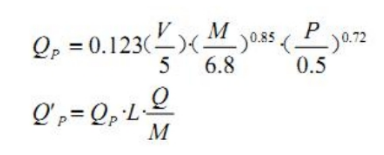 Q_P = 0.123(V/5)·(M/6.8)^0.85·(P/0.5)^0.72
Q'_P = Q_P·L·Q/M